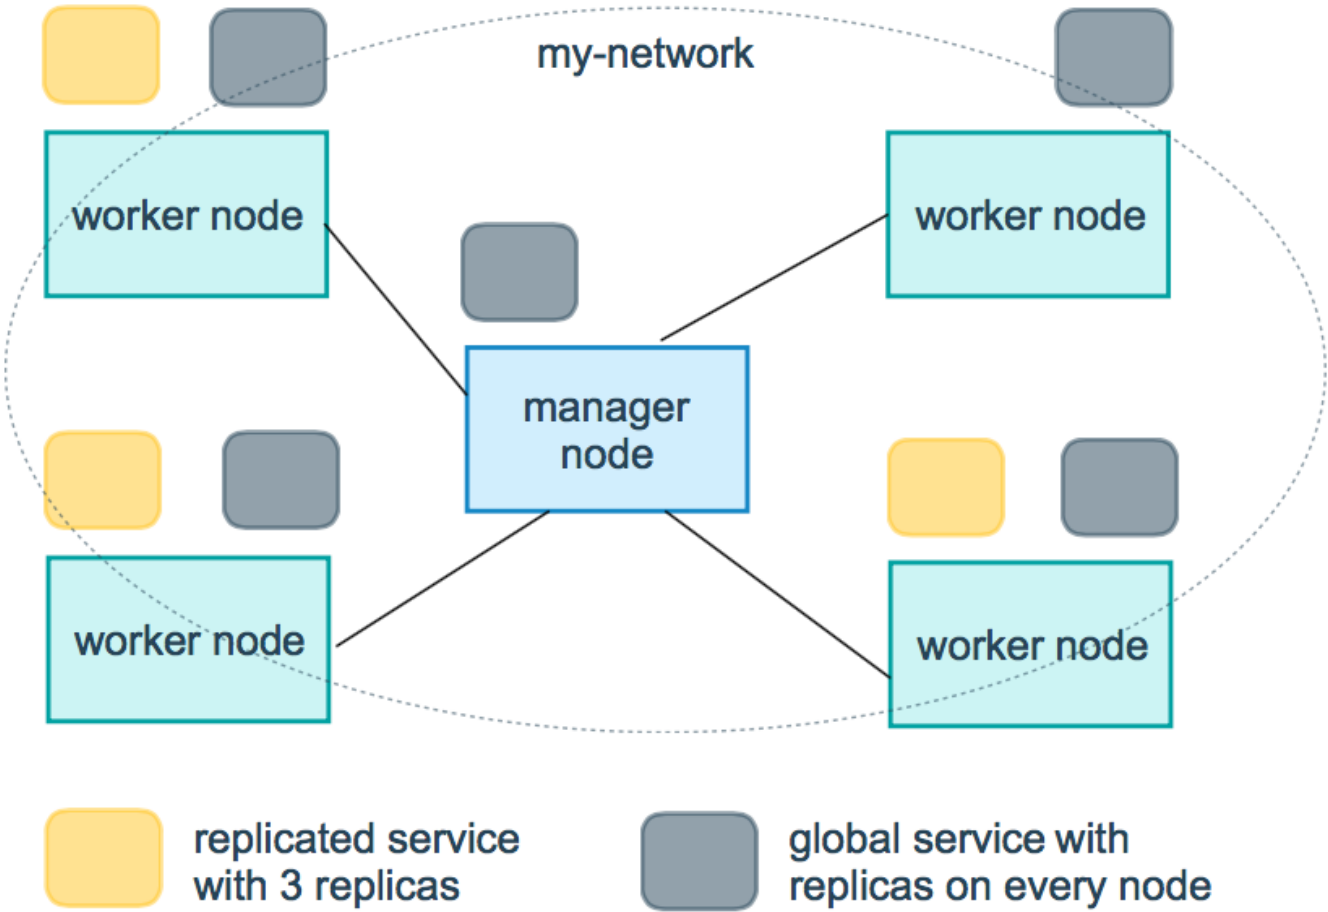 my-network
worker node
worker node
manager
node
worker node
worker node
replicated service
with 3 replicas
global service with
replicas on every node